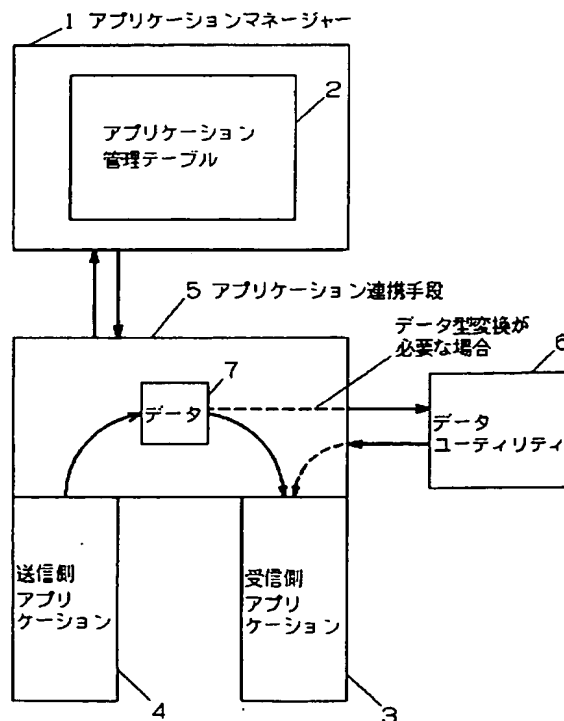 1 アプリケーションマネージャー
2
アプリケーション
管理テーブル
5 アプリケーション連携手段
データ型変換が
必要な場合
6
7
データ
データ
ユーティリティ
送信側
アプリ
ケーション
受信側
アプリ
ケーション
4
3